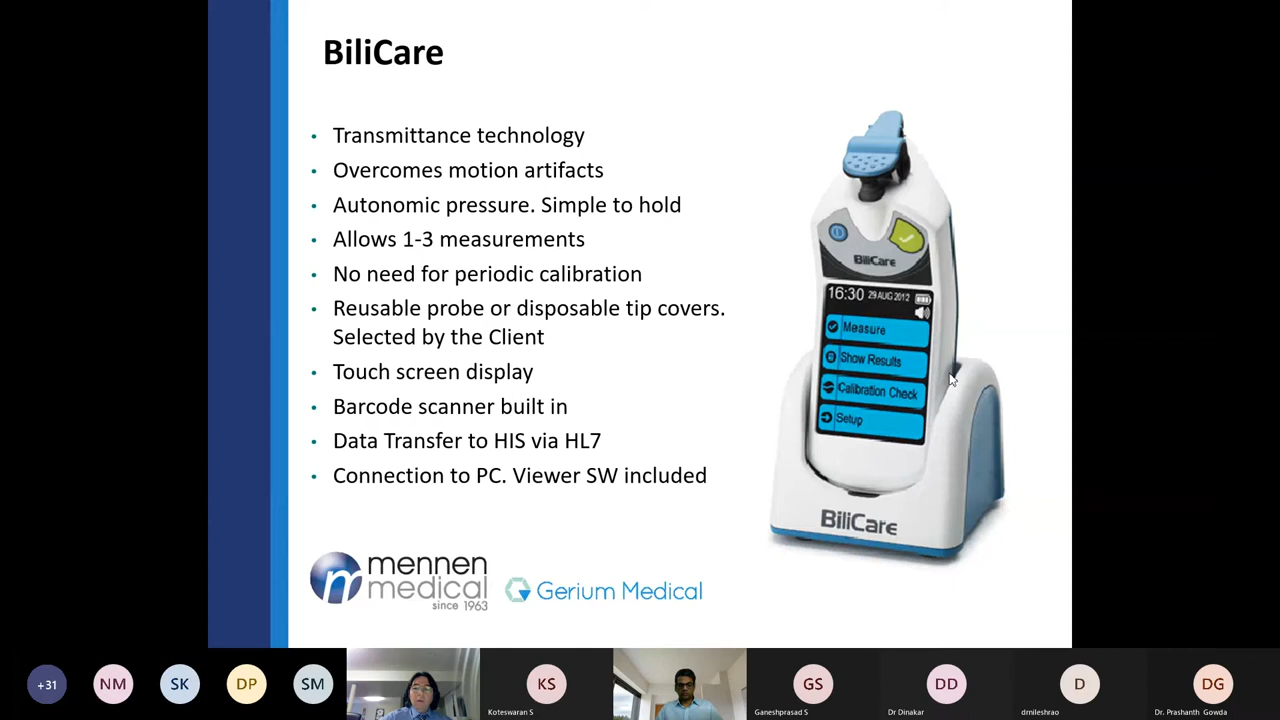 BiliCare
• Transmittance technology
• Overcomes motion artifacts
• Autonomic pressure. Simple to hold
• Allows 1-3 measurements
• No need for periodic calibration
• Reusable probe or disposable tip covers.
Selected by the Client
• Touch screen display
• Barcode scanner built in
• Data Transfer to HIS via HL7
• Connection to PC. Viewer SW included
BiliCare
16:30 29 AUG 2012
Measure
Show Results
Calibration Check
Setup
BiliCare
mennen
medical
since 1963
Gerium Medical
+31
NM
SK
DP
SM
KS
Koteswaran S
GS
Ganeshprasad S
DD
Dr Dinakar
D
drnileshrao
DG
Dr. Prashanth Gowda